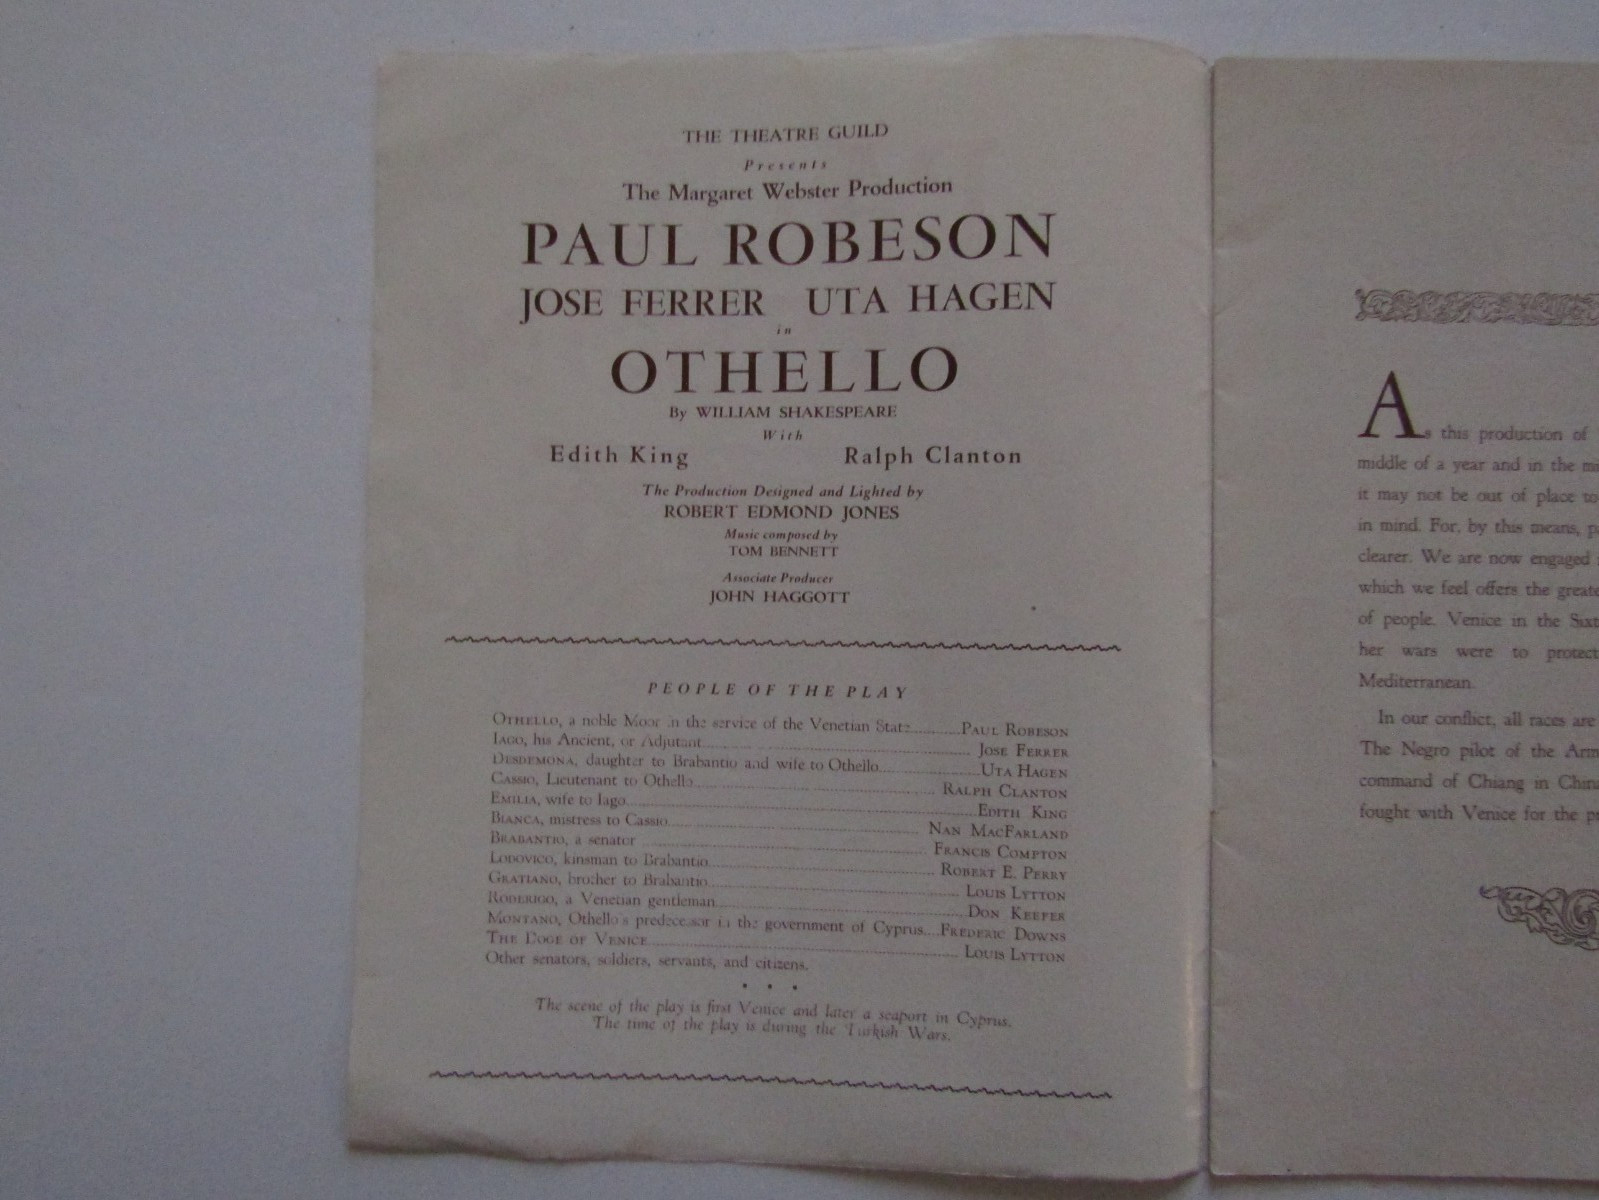 THE THEATRE GUILD
Presents
The Margaret Webster Production
PAUL ROBESON
JOSE FERRER UTA HAGEN
in
OTHELLO
By WILLIAM SHAKESPEARE
With
Edith King Ralph Clanton
The Production Designed and Lighted by
ROBERT EDMOND JONES
Music composed by
TOM BENNETT
Associate Producer
JOHN HAGGOTT
PEOPLE OF THE PLAY
OTHELLO, a noble Moor in the service of the Venetian State..........PAUL ROBESON
IAGO, his Ancient, or Adjutant..........JOSE FERRER
DESDEMONA, daughter to Brabantio and wife to Othello..........UTA HAGEN
CASSIO, Lieutenant to Othello..........RALPH CLANTON
EMILIA, wife to Iago..........EDITH KING
BIANCA, mistress to Cassio..........NAN MACFARLAND
BRABANTIO, a senator..........FRANCIS COMPTON
LODOVICO, kinsman to Brabantio..........ROBERT E. PERRY
GRATIANO, brother to Brabantio..........LOUIS LYTTON
RODERIGO, a Venetian gentleman..........DON KEEFER
MONTANO, Othello's predecessor in the government of Cyprus....FREDERIC DOWNS
THE DOGE OF VENICE..........LOUIS LYTTON
Other senators, soldiers, servants, and citizens.
• • •
The scene of the play is first Venice and later a seaport in Cyprus.
The time of the play is during the Turkish Wars.
As this production of
middle of a year and in the
it may not be out of place to
in mind. For, by this means,
clearer. We are now engaged
which we feel offers the
of people. Venice in the
her wars were to protect
Mediterranean.
In our conflict, all races are
The Negro pilot of the
command of Chiang in
fought with Venice for the